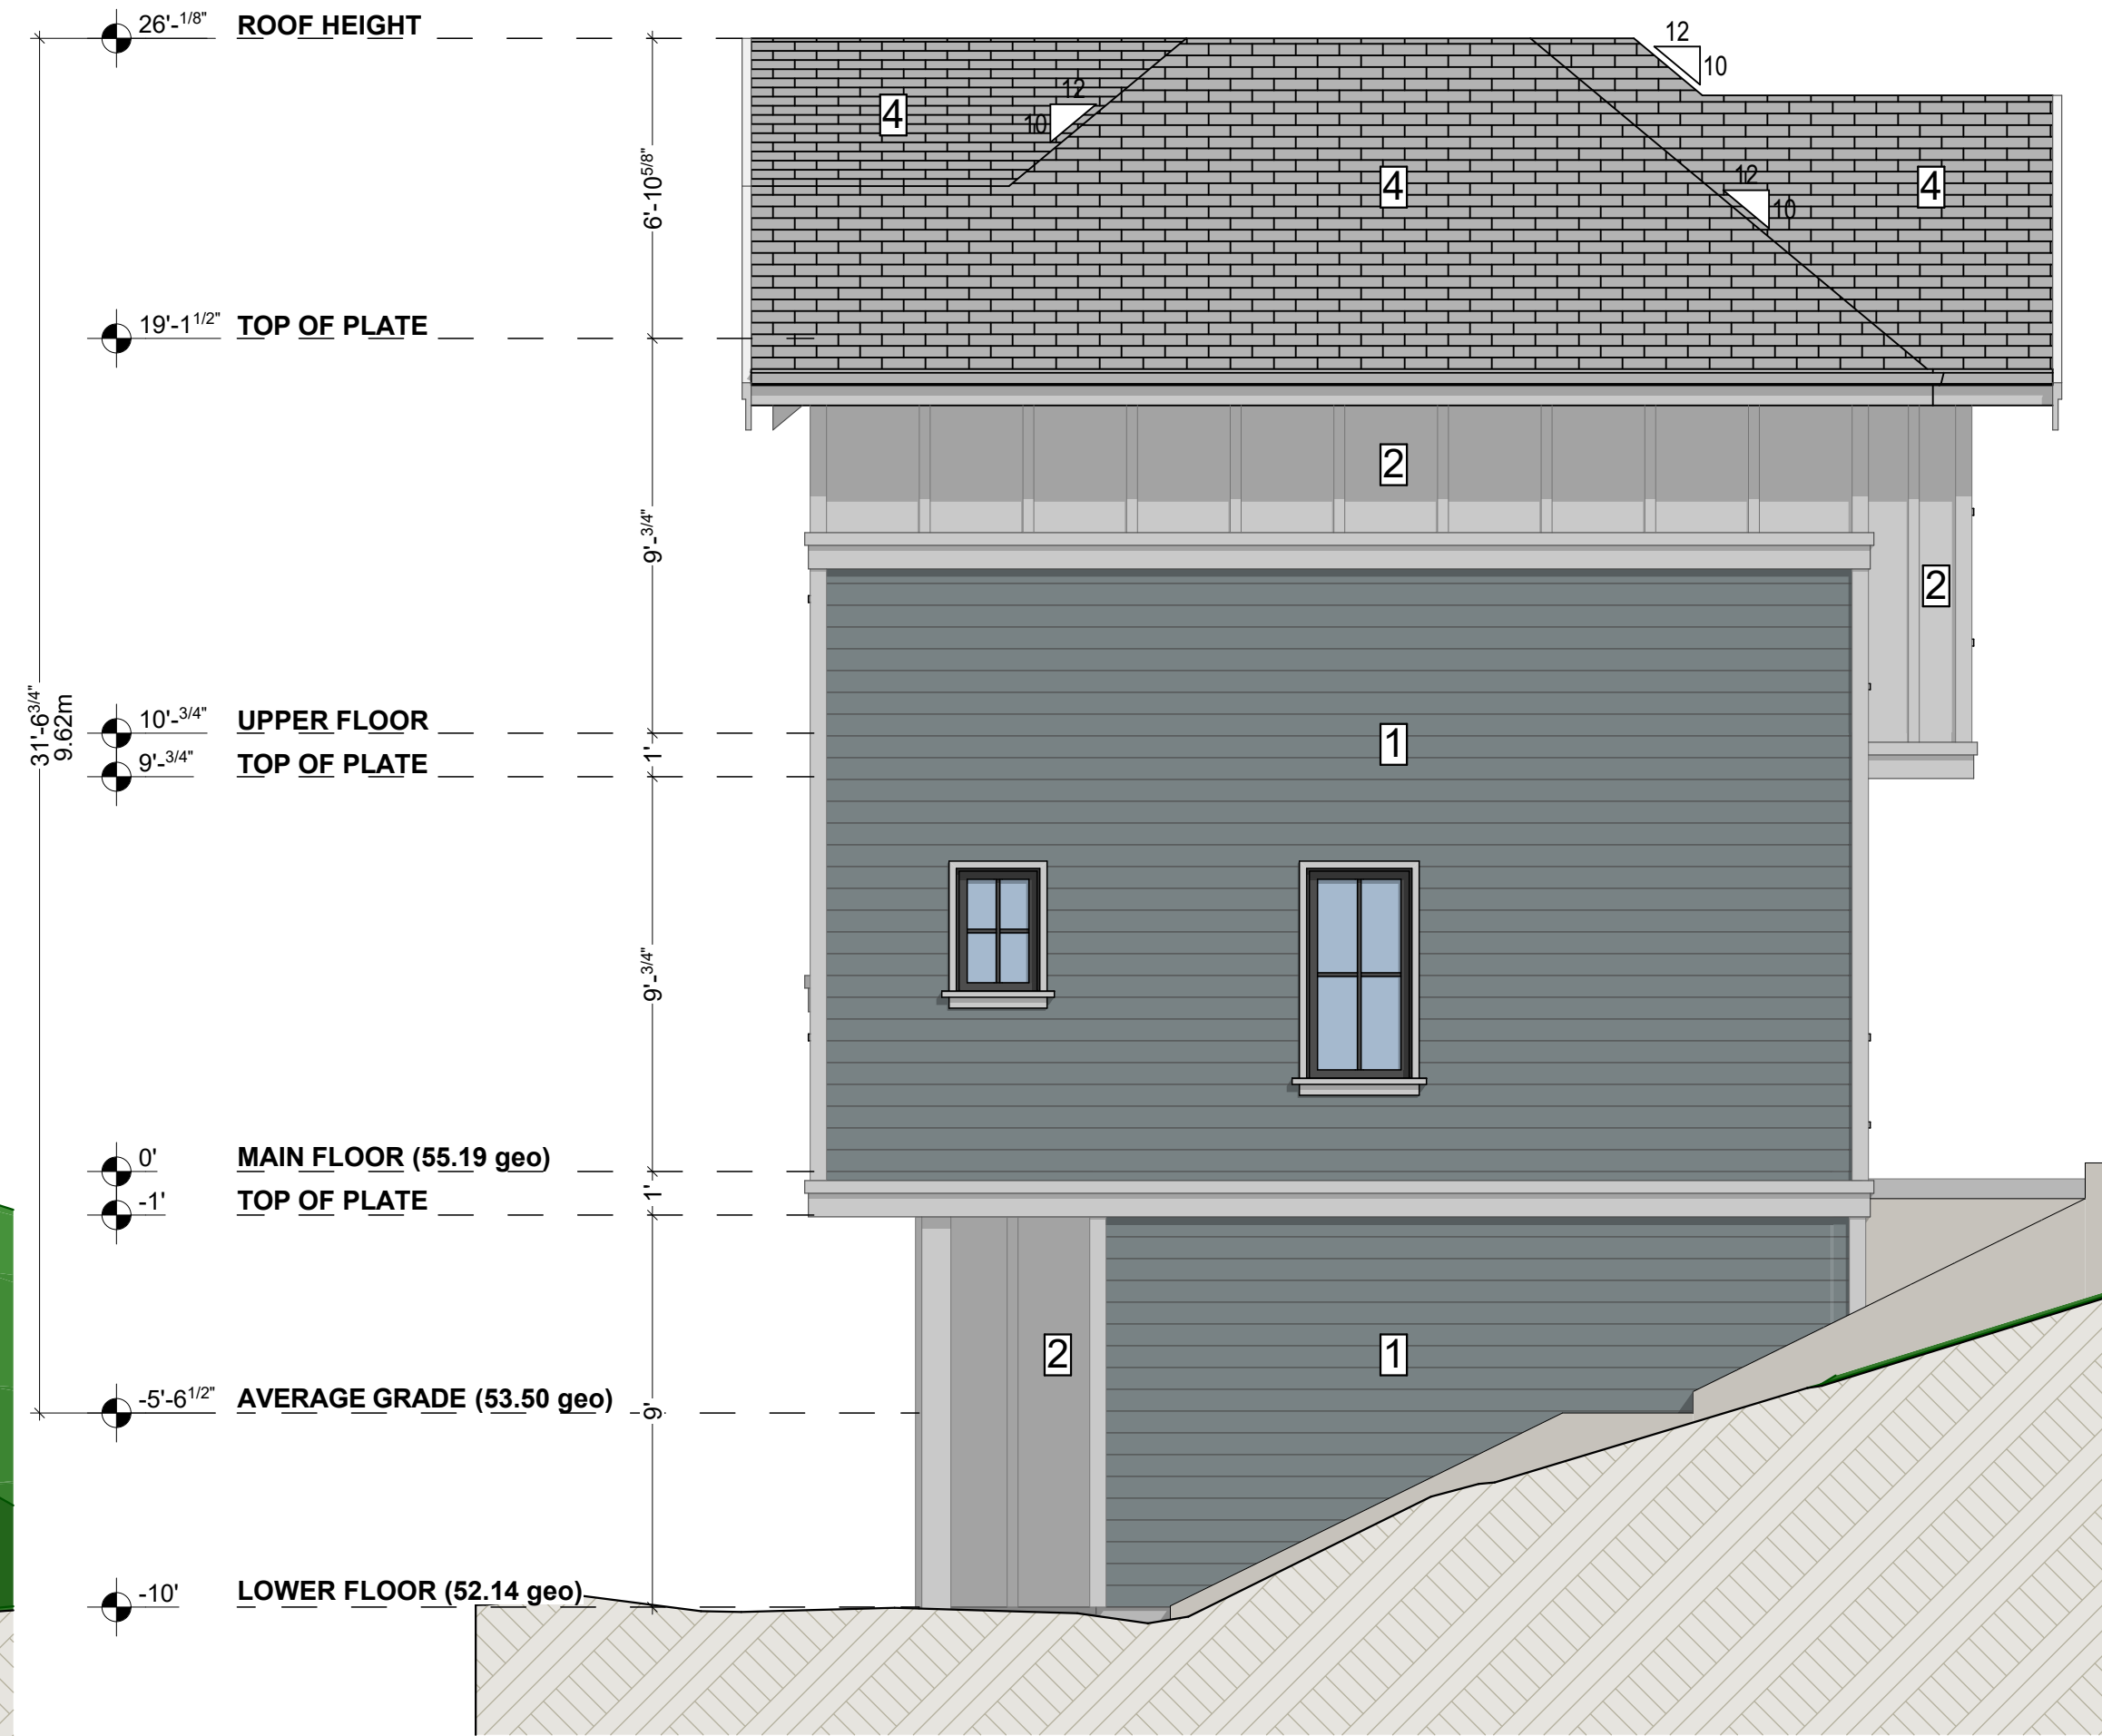 26'-1/8" ROOF HEIGHT
12
10
12
10
4
4
4
12
10
6'-10 5/8"
19'-1 1/2" TOP OF PLATE
2
9'-3/4"
2
31'-6 3/4"
9.62m
10'-3/4" UPPER FLOOR
1'
1
9'-3/4" TOP OF PLATE
9'-3/4"
0' MAIN FLOOR (55.19 geo)
1'
-1' TOP OF PLATE
2
1
-5'-6 1/2" AVERAGE GRADE (53.50 geo)
9'
-10' LOWER FLOOR (52.14 geo)